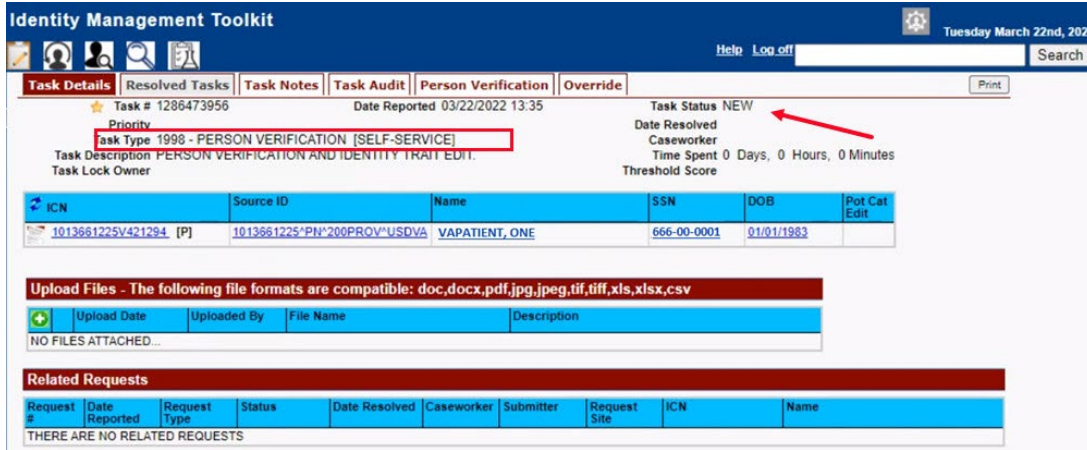 Identity Management Toolkit
Tuesday March 22nd, 202
Help Log off Search
Task Details Resolved Tasks Task Notes Task Audit Person Verification Override Print
Task # 1286473956 Date Reported 03/22/2022 13:35 Task Status NEW
Priority Date Resolved
Task Type 1998 - PERSON VERIFICATION [SELF-SERVICE] Caseworker
Task Description PERSON VERIFICATION AND IDENTITY TRAIT EDIT. Time Spent 0 Days, 0 Hours, 0 Minutes
Task Lock Owner Threshold Score
ICN Source ID Name SSN DOB Pot Cat
Edit
1013661225V421294 [P] 1013661225^PN^200PROV^USDVA VAPATIENT, ONE 666-00-0001 01/01/1983
Upload Files - The following file formats are compatible: doc,docx,pdf,jpg,jpeg,tif,tiff,xls,xlsx,csv
Upload Date Uploaded By File Name Description
NO FILES ATTACHED...
Related Requests
Request Date Request Status Date Resolved Caseworker Submitter Request ICN Name
# Reported Type Site
THERE ARE NO RELATED REQUESTS